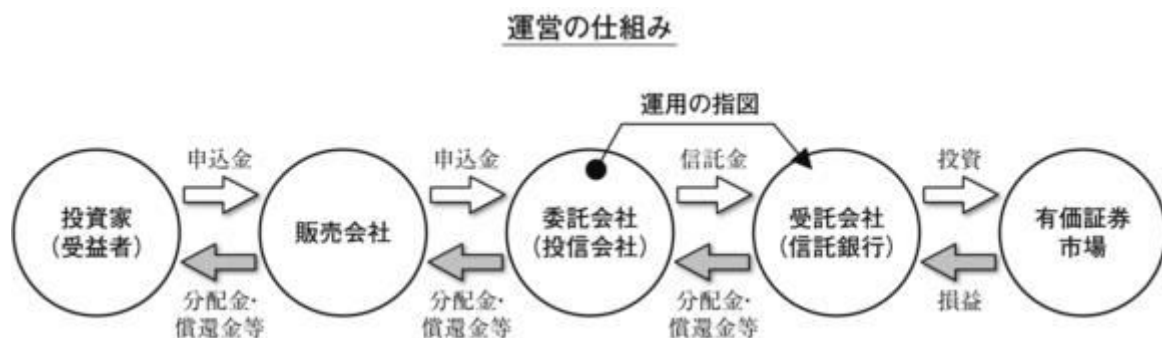 運営の仕組み
運用の指図
申込金
申込金
信託金
投資
投資家
(受益者)
販売会社
委託会社
(投信会社)
受託会社
(信託銀行)
有価証券
市場
分配金・
償還金等
分配金・
償還金等
分配金・
償還金等
損益